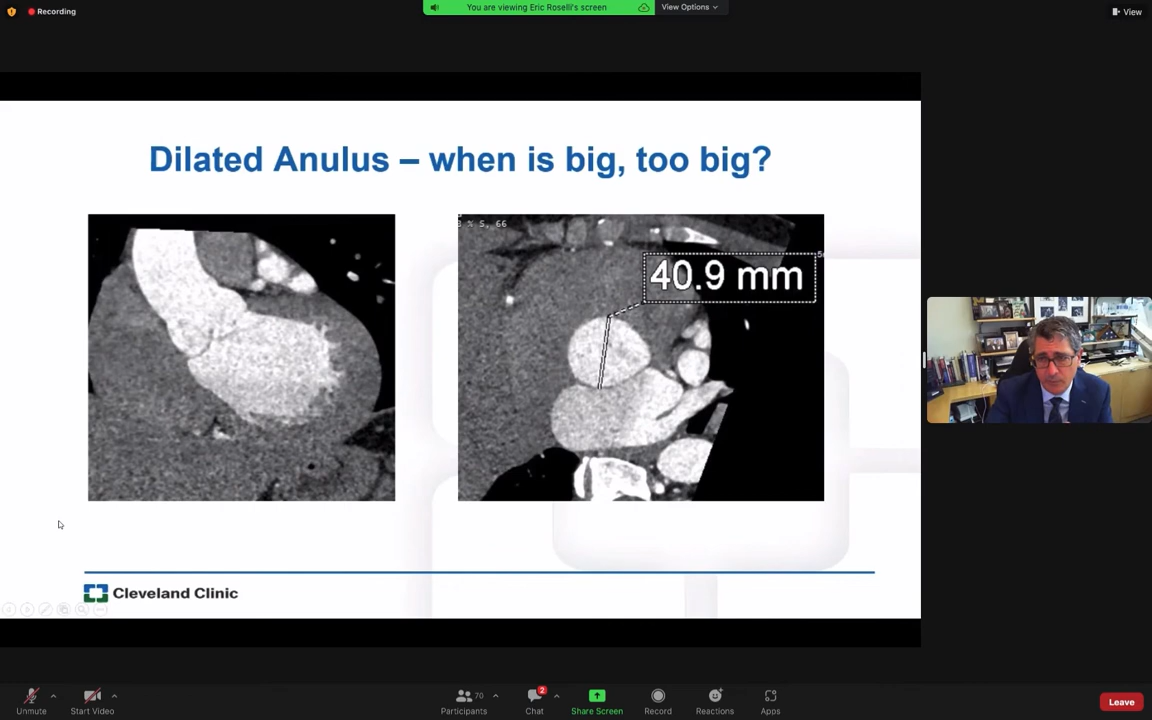 Recording
You are viewing Eric Roselli's screen
View Options
View
Dilated Anulus – when is big, too big?
% S, 66
40.9 mm
Cleveland Clinic
Unmute
Start Video
70
Participants
2
Chat
Share Screen
Record
Reactions
Apps
Leave